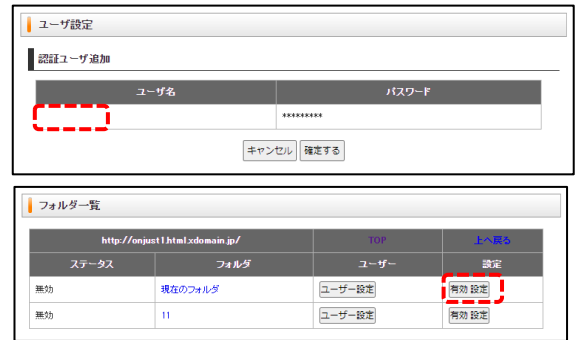 ユーザ設定
認証ユーザ追加
ユーザ名 パスワード
*********
キャンセル 確定する
フォルダ一覧
http://onjust1.html.xdomain.jp/ TOP 上へ戻る
ステータス フォルダ ユーザー 設定
無効 現在のフォルダ ユーザー設定 有効 設定
無効 11 ユーザー設定 有効 設定